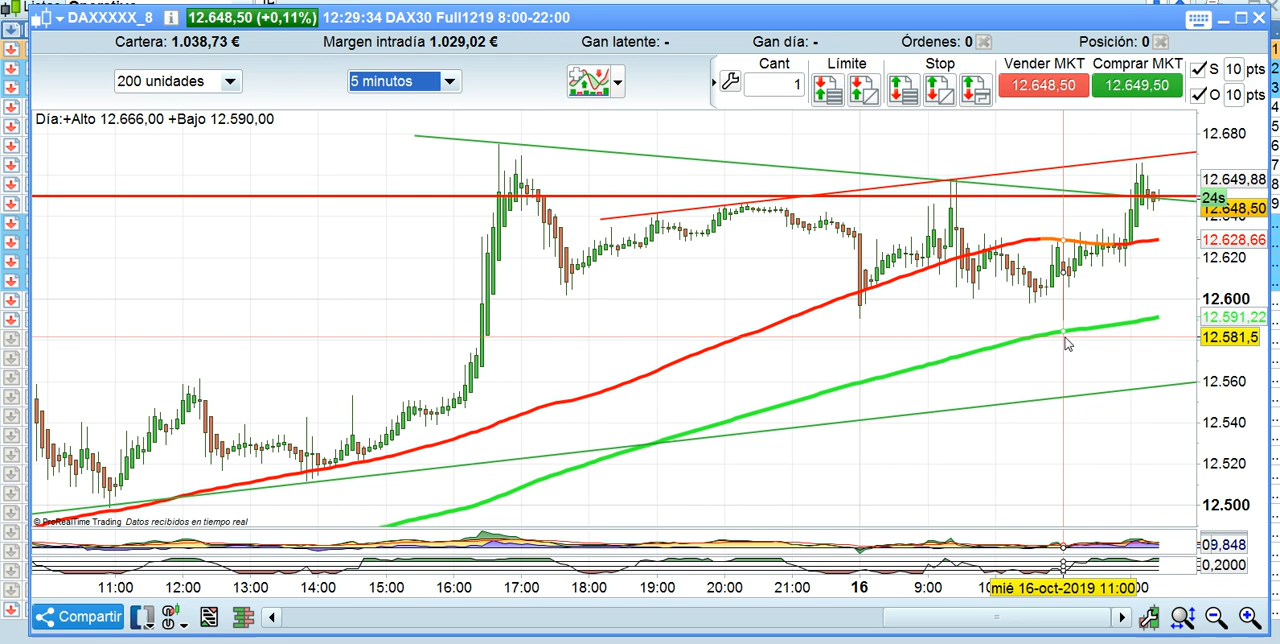 DAXXXXX_8 12.648,50 (+0,11%) 12:29:34 DAX30 Full1219 8:00-22:00
Cartera: 1.038,73 € Margen intradía 1.029,02 € Gan latente: - Gan día: - Órdenes: 0 Posición: 0
Cant Límite Stop Vender MKT Comprar MKT S 10 pts
200 unidades 5 minutos 1 12.648,50 12.649,50 O 10 pts
Día:+Alto 12.666,00 +Bajo 12.590,00
12.680
12.649,88
24s
12.648,50
12.628,66
12.620
12.600
12.591,22
12.581,5
12.560
12.540
12.520
12.500
© ProRealTime Trading Datos recibidos en tiempo real
09,848
0,2000
11:00 12:00 13:00 14:00 15:00 16:00 17:00 18:00 19:00 20:00 21:00 16 9:00 mié 16-oct-2019 11:00
Compartir